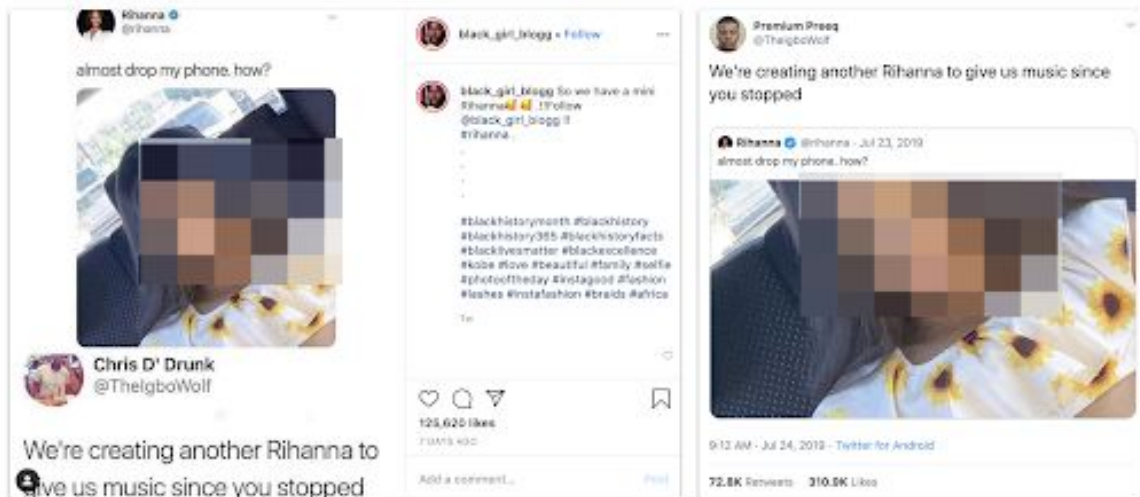 Rihanna
@rihanna
almost drop my phone. how?
Chris D' Drunk
@TheIgboWolf
We're creating another Rihanna to
give us music since you stopped
black_girl_blogg • Follow
black_girl_blogg So we have a mini
Rihanna🥰🥰 !!Follow
@black_girl_blogg !!
#rihanna
.
.
.
.
#blackhistorymonth #blackhistory
#blackhistory365 #blackhistoryfacts
#blacklivesmatter #blackexcellence
#kobe #love #beautiful #family #selfie
#photooftheday #instagood #fashion
#lashes #instafashion #braids #africa
1w
125,620 likes
7 DAYS AGO
Add a comment...
Post
Premium Preeq
@TheIgboWolf
We're creating another Rihanna to give us music since
you stopped
Rihanna @rihanna - Jul 23, 2019
almost drop my phone. how?
9:12 AM - Jul 24, 2019 - Twitter for Android
72.8K Retweets 310.9K Likes